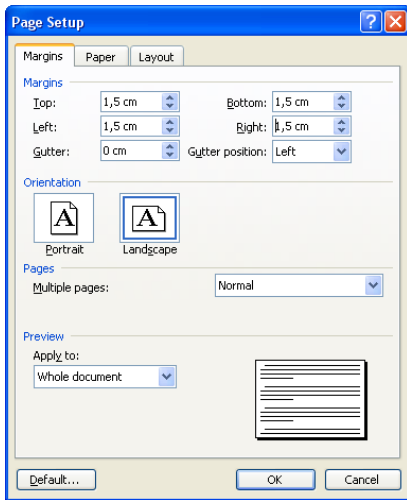 Page Setup
Margins Paper Layout
Margins
Top: 1,5 cm Bottom: 1,5 cm
Left: 1,5 cm Right: 1,5 cm
Gutter: 0 cm Gutter position: Left
Orientation
A A
Portrait Landscape
Pages
Multiple pages: Normal
Preview
Apply to:
Whole document
Default... OK Cancel